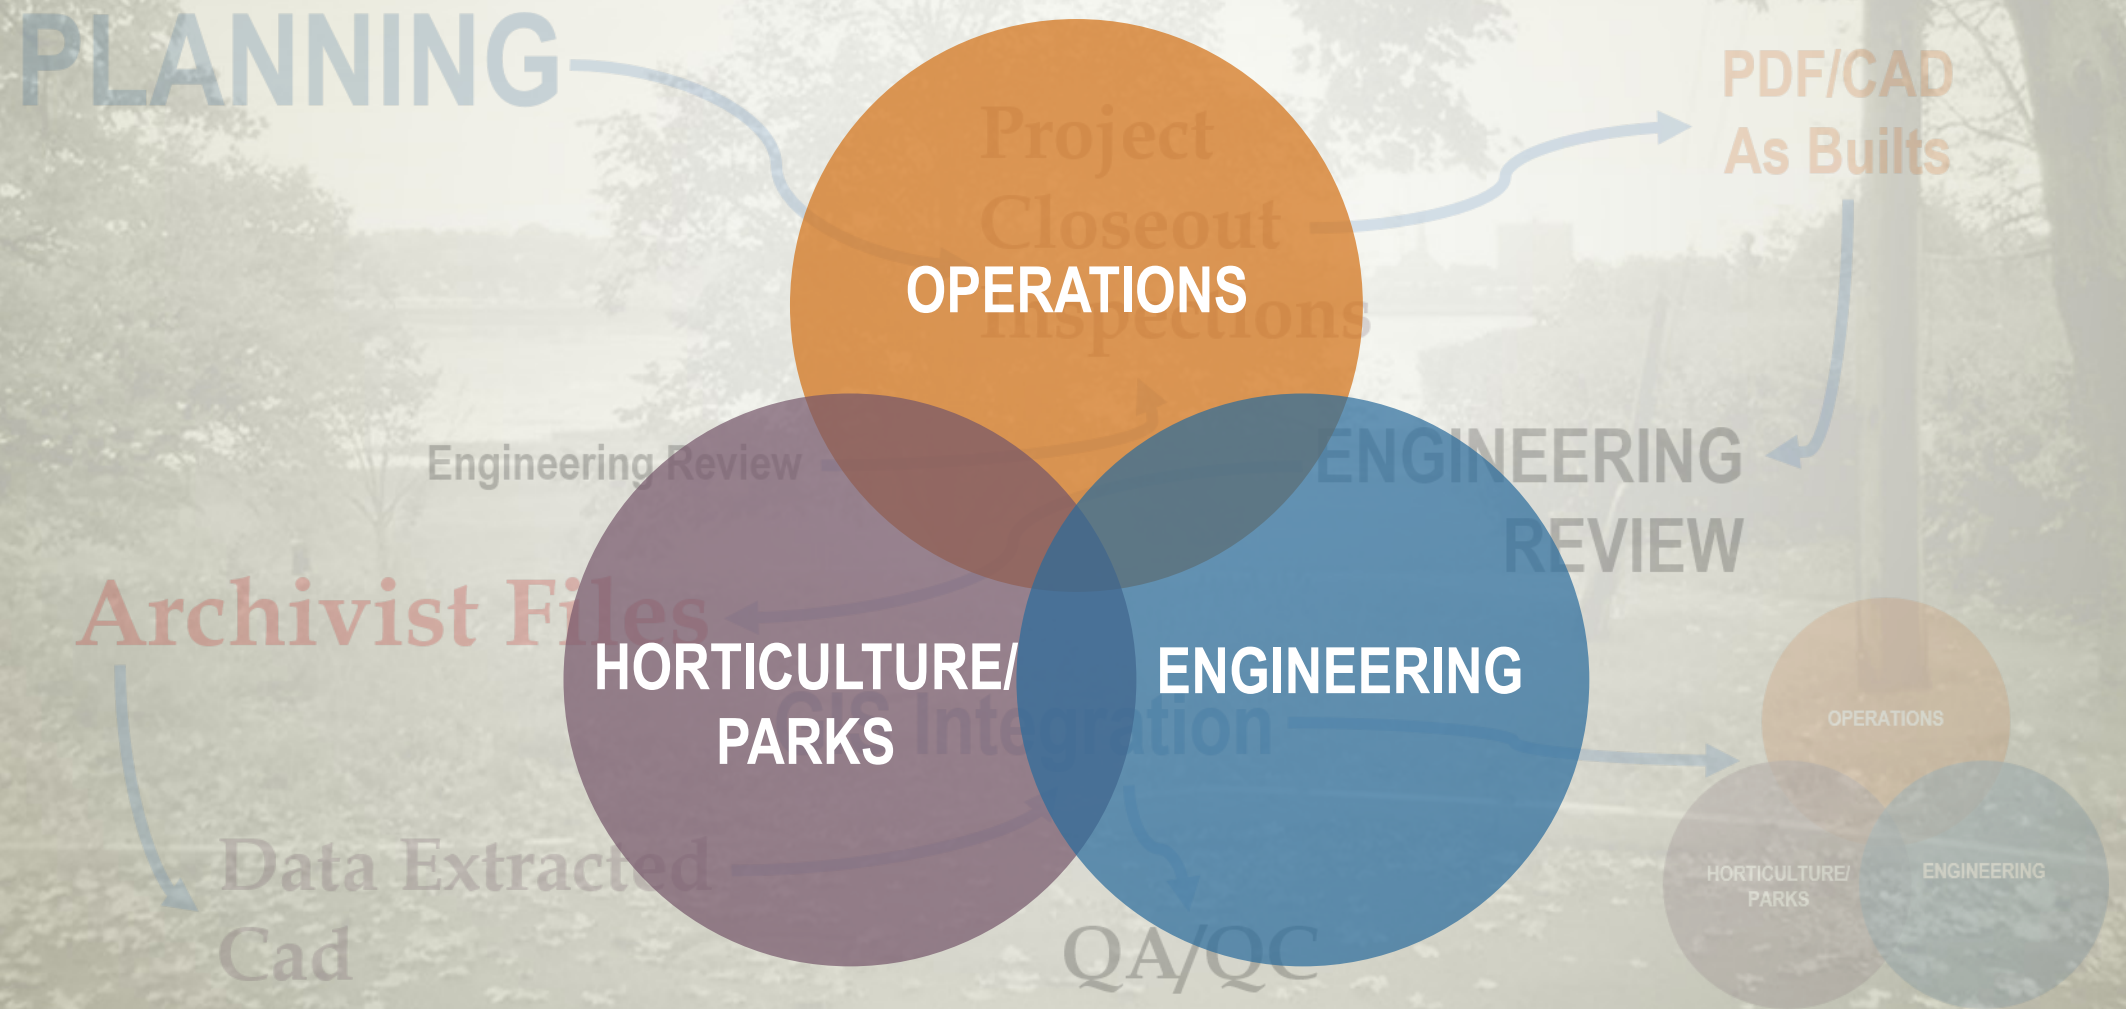 PLANNING
Project
Closeout
Inspections
PDF/CAD
As Builts
OPERATIONS
Engineering Review
ENGINEERING
REVIEW
Archivist Files
HORTICULTURE/
PARKS
ENGINEERING
GIS Integration
OPERATIONS
HORTICULTURE/
PARKS
ENGINEERING
Data Extracted
Cad
QA/QC